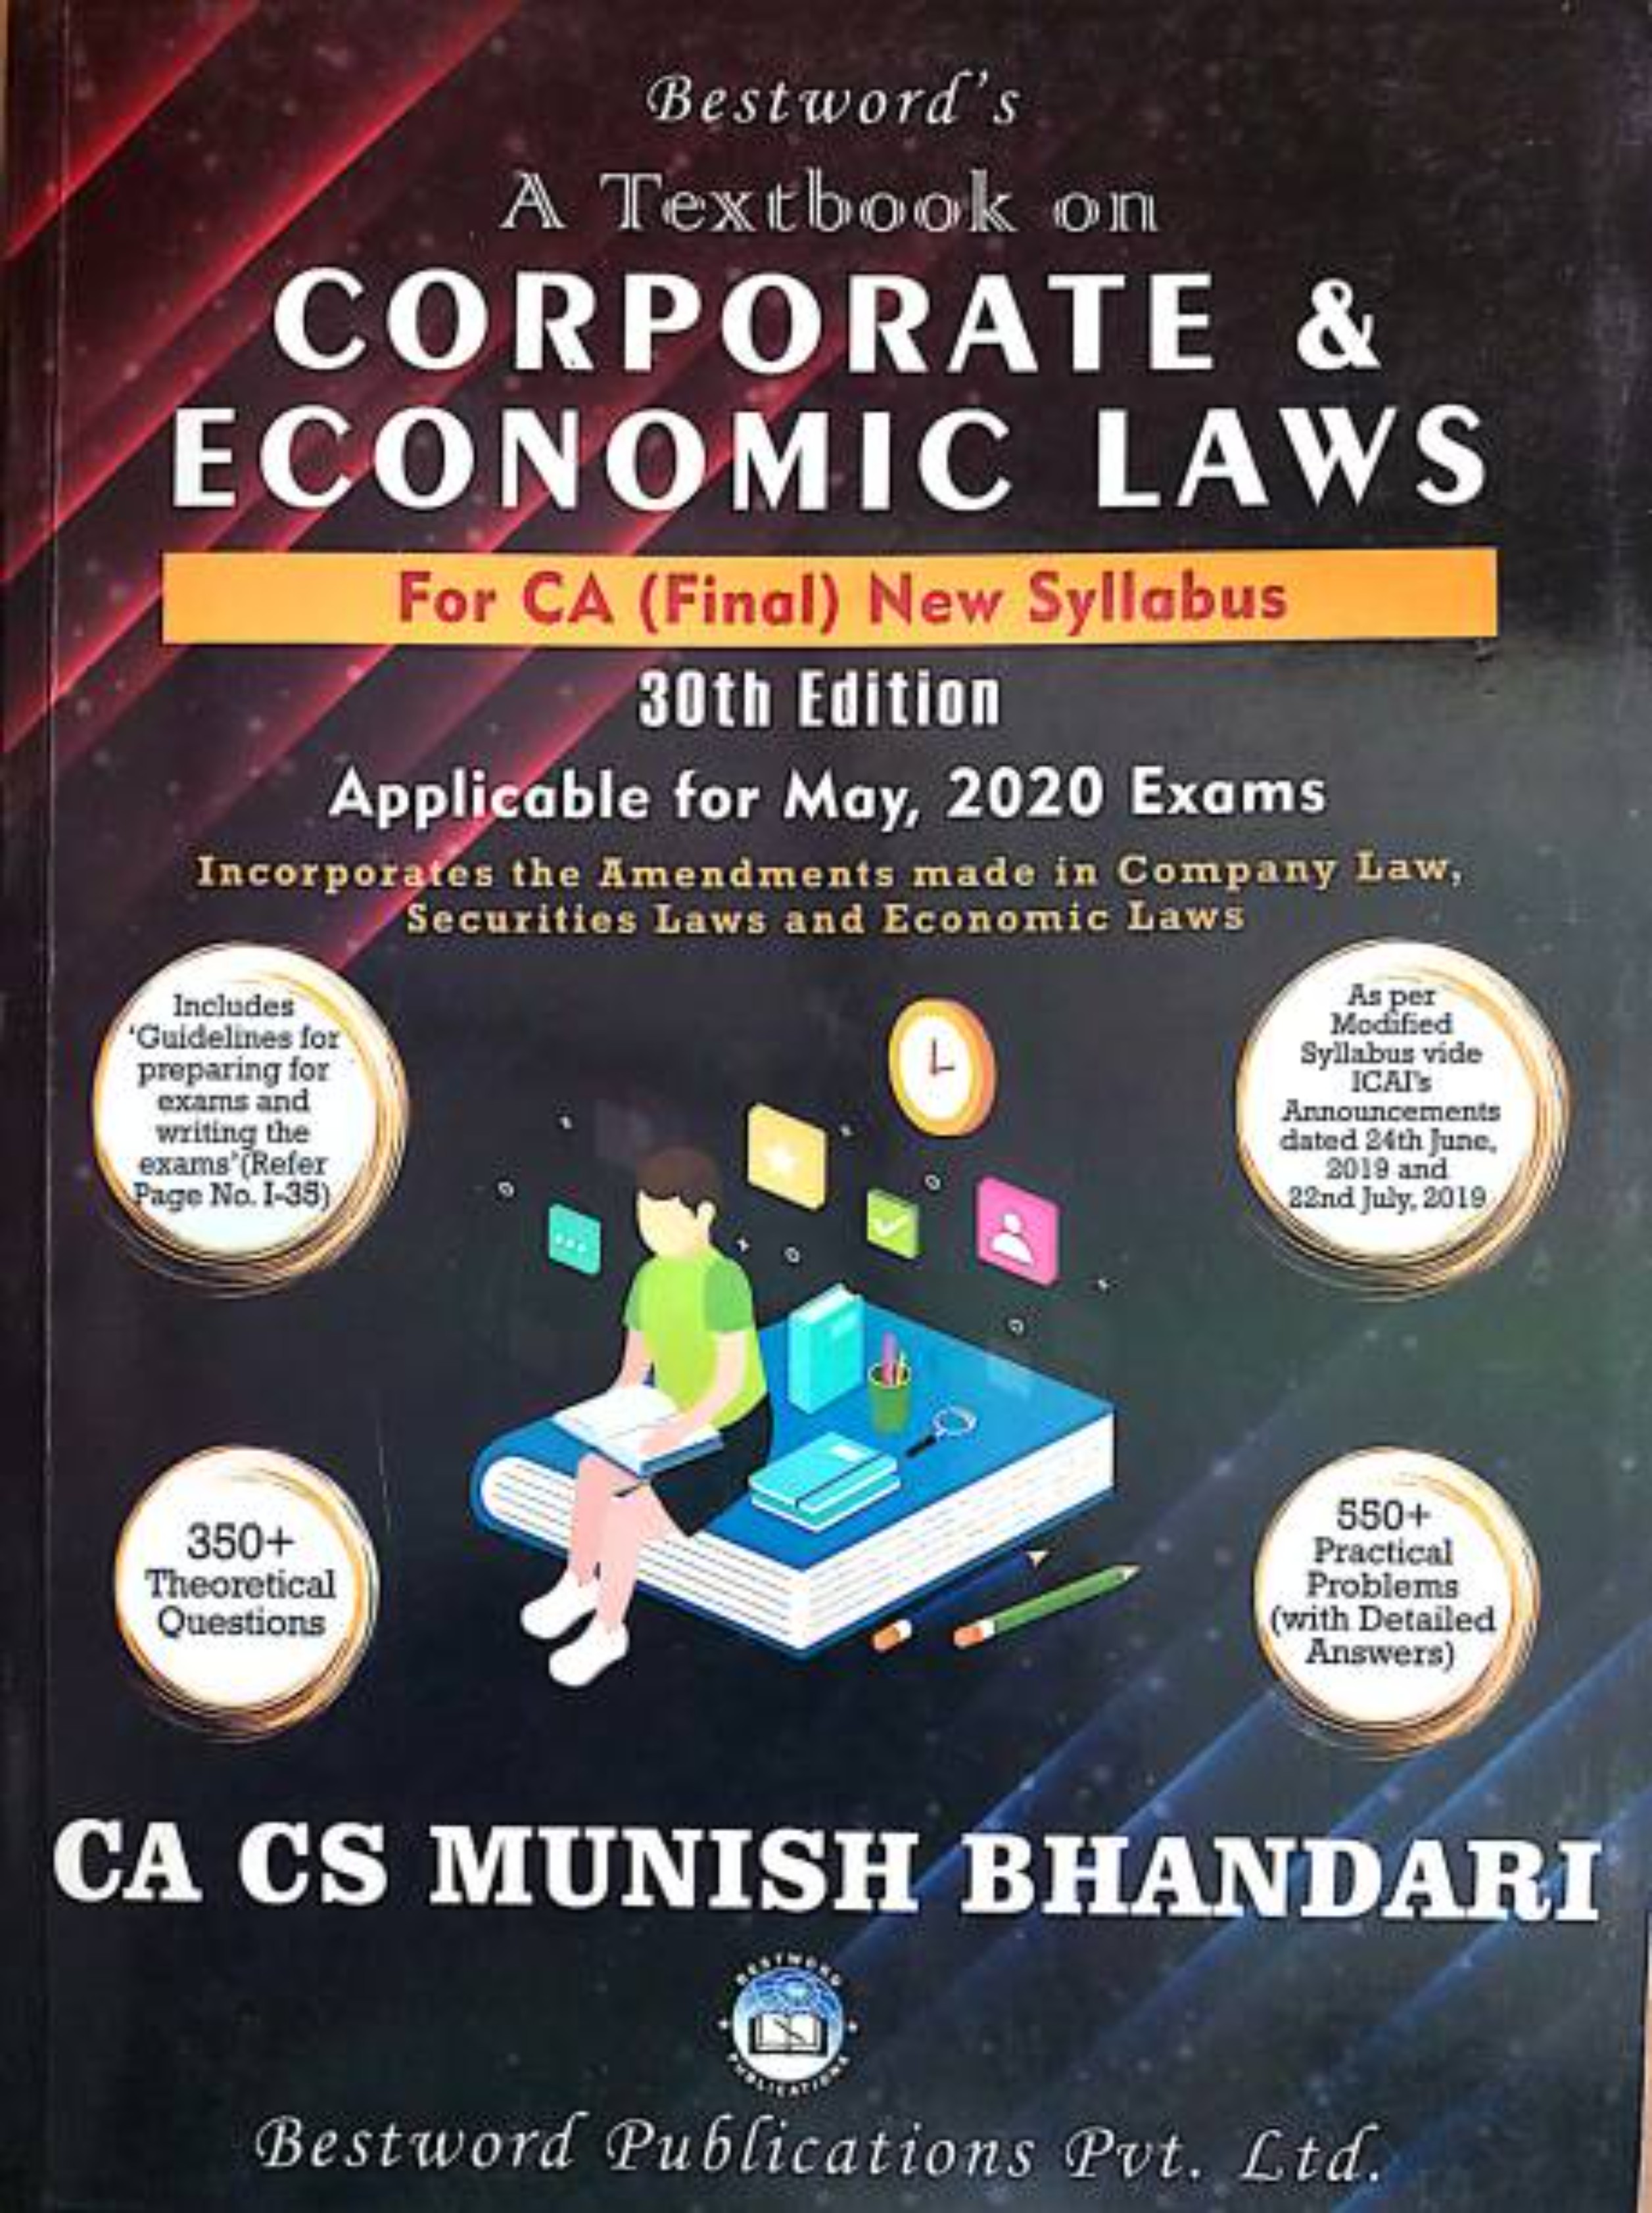 Bestword's
A Textbook on
CORPORATE &
ECONOMIC LAWS
For CA (Final) New Syllabus
30th Edition
Applicable for May, 2020 Exams
Incorporates the Amendments made in Company Law,
Securities Laws and Economic Laws
Includes
'Guidelines for
preparing for
exams and
writing the
exams'(Refer
Page No. I-35)
As per
Modified
Syllabus vide
ICAI's
Announcements
dated 24th June,
2019 and
22nd July, 2019
350+
Theoretical
Questions
550+
Practical
Problems
(with Detailed
Answers)
CA CS MUNISH BHANDARI
BESTWORD
PUBLICATIONS
Bestword Publications Pvt. Ltd.